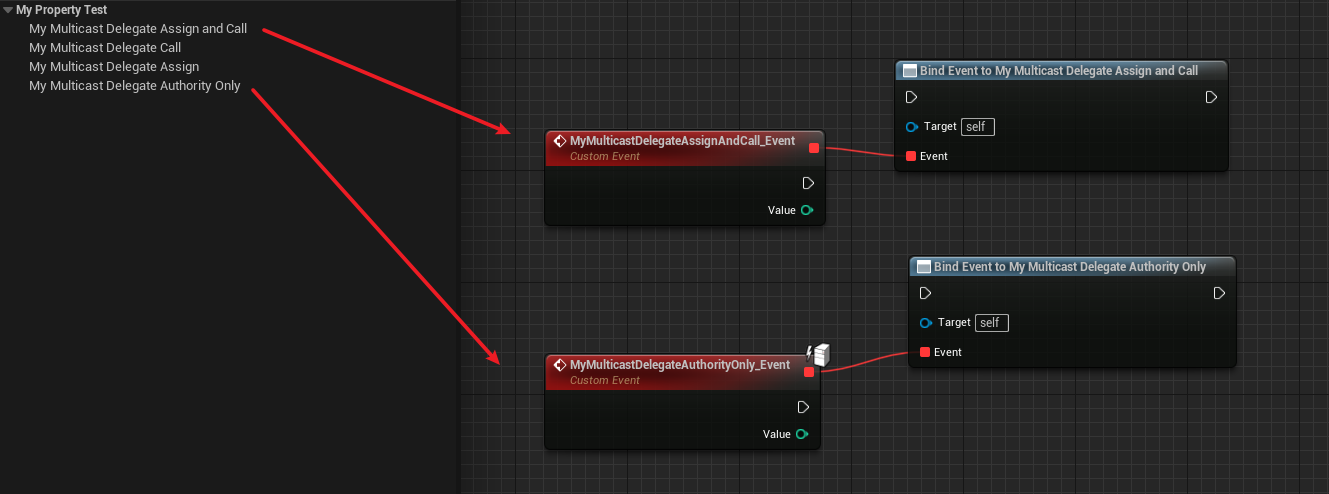 My Property Test
My Multicast Delegate Assign and Call
My Multicast Delegate Call
My Multicast Delegate Assign
My Multicast Delegate Authority Only
Bind Event to My Multicast Delegate Assign and Call
Target self
Event
MyMulticastDelegateAssignAndCall_Event
Custom Event
Value
Bind Event to My Multicast Delegate Authority Only
Target self
Event
MyMulticastDelegateAuthorityOnly_Event
Custom Event
Value